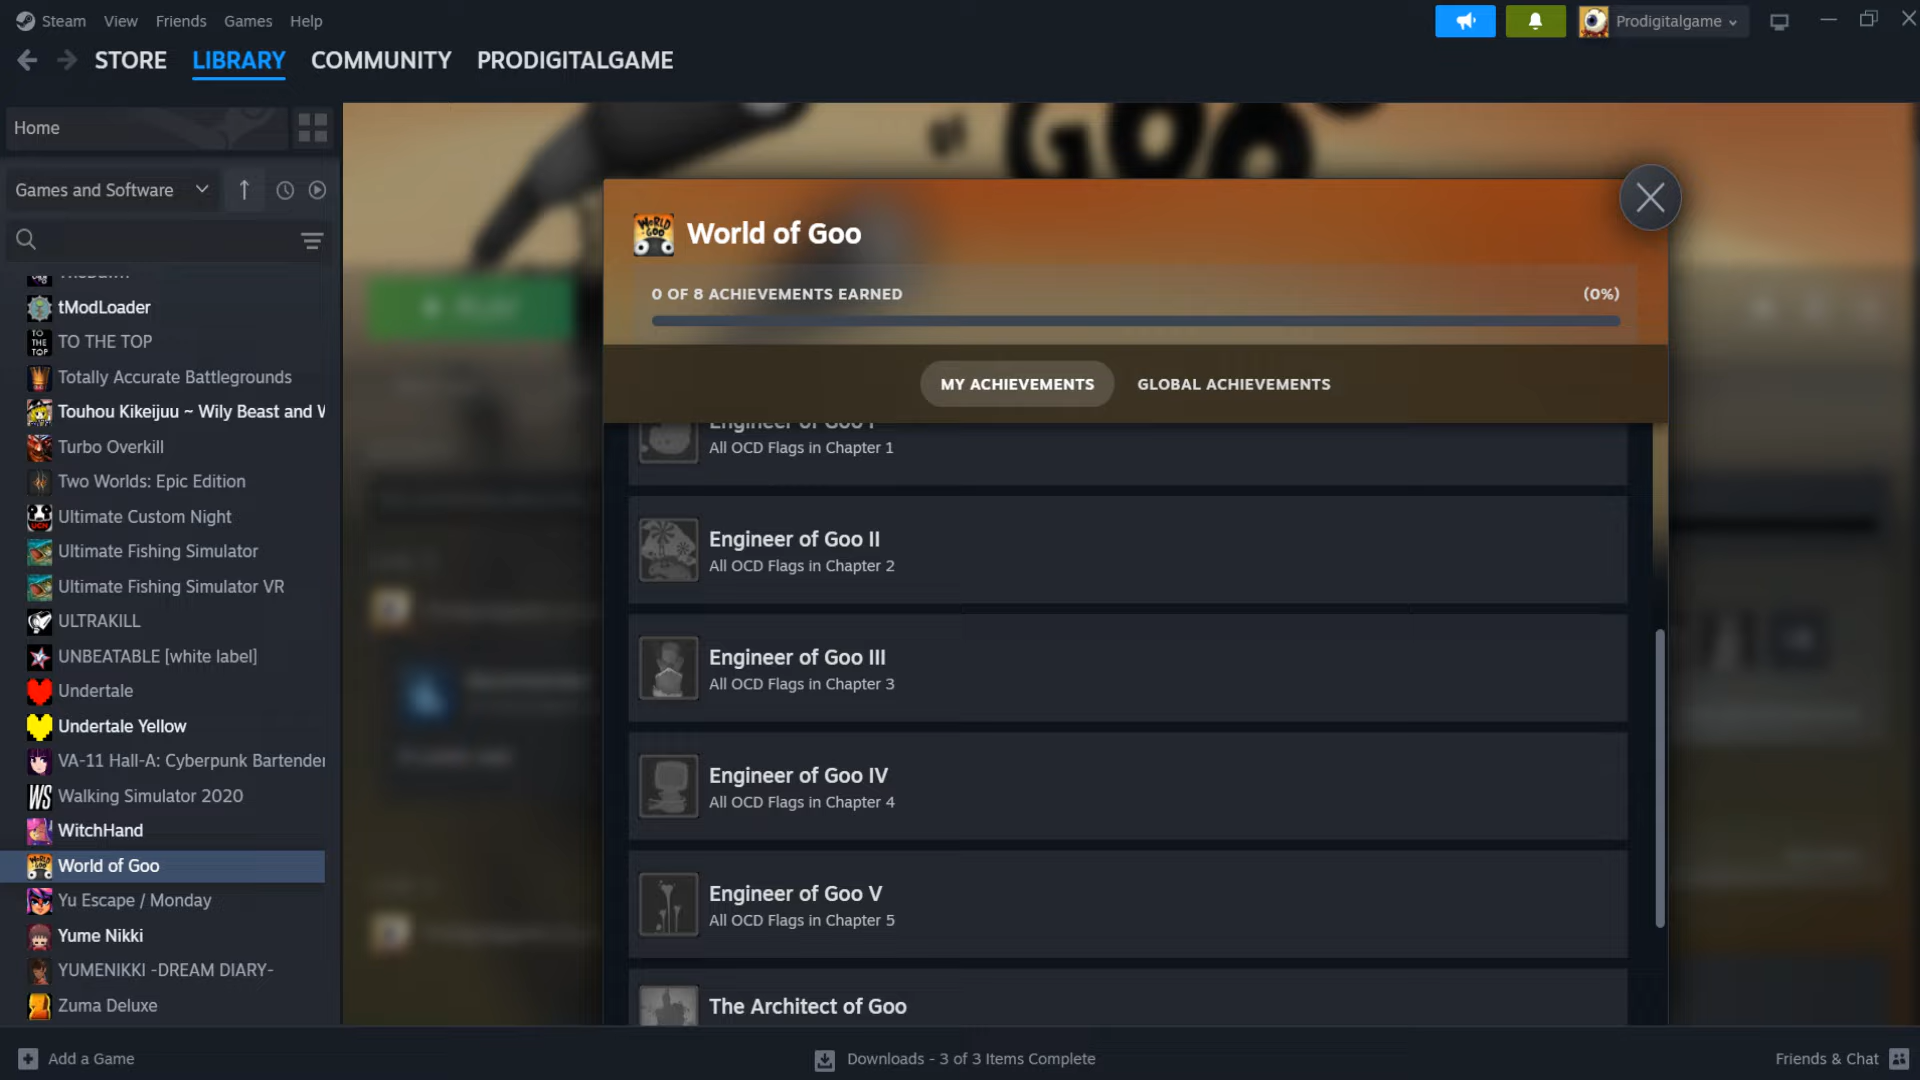 Steam View Friends Games Help
Prodigitalgame
STORE LIBRARY COMMUNITY PRODIGITALGAME
Home
Games and Software
tModLoader
TO THE TOP
Totally Accurate Battlegrounds
Touhou Kikeijuu ~ Wily Beast and
Turbo Overkill
Two Worlds: Epic Edition
Ultimate Custom Night
Ultimate Fishing Simulator
Ultimate Fishing Simulator VR
ULTRAKILL
UNBEATABLE [white label]
Undertale
Undertale Yellow
VA-11 Hall-A: Cyberpunk Bartender
Walking Simulator 2020
WitchHand
World of Goo
Yu Escape / Monday
Yume Nikki
YUMENIKKI -DREAM DIARY-
Zuma Deluxe
OF GOO
World of Goo
0 OF 8 ACHIEVEMENTS EARNED (0%)
MY ACHIEVEMENTS GLOBAL ACHIEVEMENTS
Engineer of Goo I
All OCD Flags in Chapter 1
Engineer of Goo II
All OCD Flags in Chapter 2
Engineer of Goo III
All OCD Flags in Chapter 3
Engineer of Goo IV
All OCD Flags in Chapter 4
Engineer of Goo V
All OCD Flags in Chapter 5
The Architect of Goo
Add a Game
Downloads - 3 of 3 Items Complete
Friends & Chat